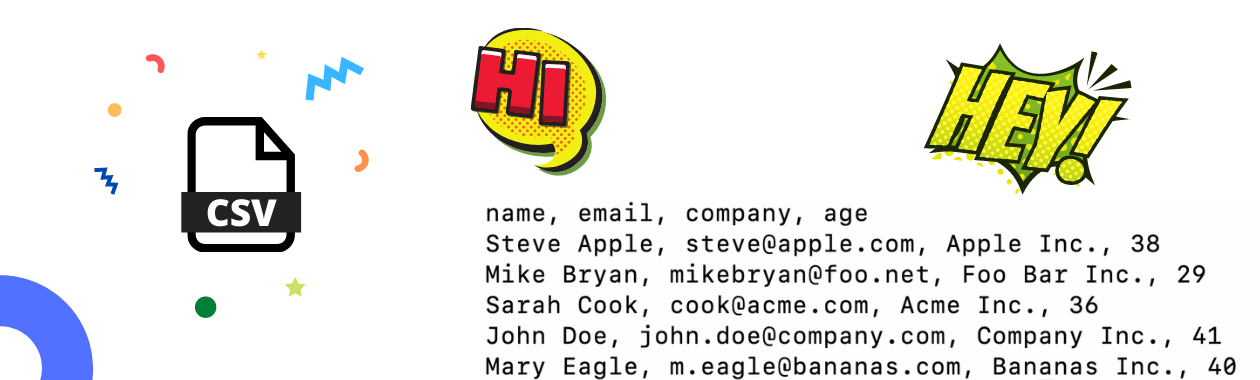 HI
HEY!
CSV
name, email, company, age
Steve Apple, steve@apple.com, Apple Inc., 38
Mike Bryan, mikebryan@foo.net, Foo Bar Inc., 29
Sarah Cook, cook@acme.com, Acme Inc., 36
John Doe, john.doe@company.com, Company Inc., 41
Mary Eagle, m.eagle@bananas.com, Bananas Inc., 40